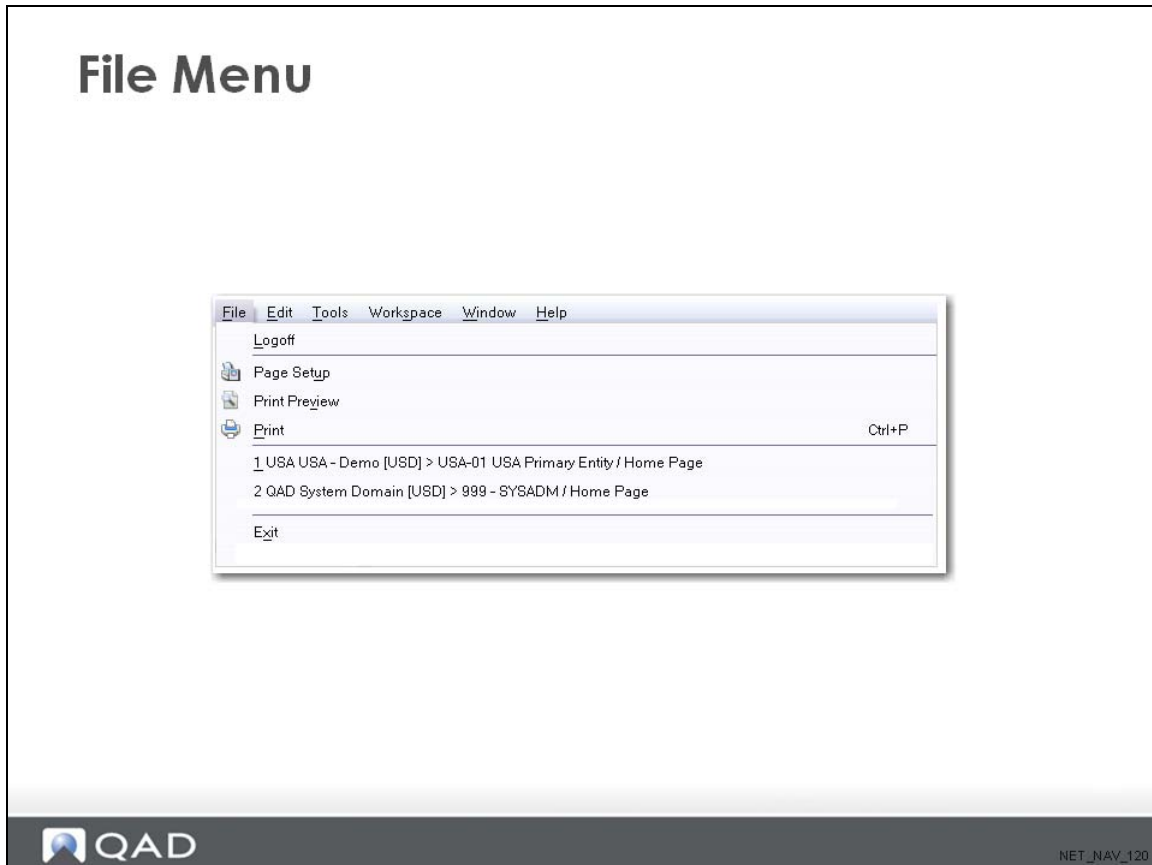 File Menu
File Edit Tools Workspace Window Help
Logoff
Page Setup
Print Preview
Print Ctrl+P
1 USA USA - Demo [USD] > USA-01 USA Primary Entity / Home Page
2 QAD System Domain [USD] > 999 - SYSADM / Home Page
Exit
QAD
NET_NAV_120